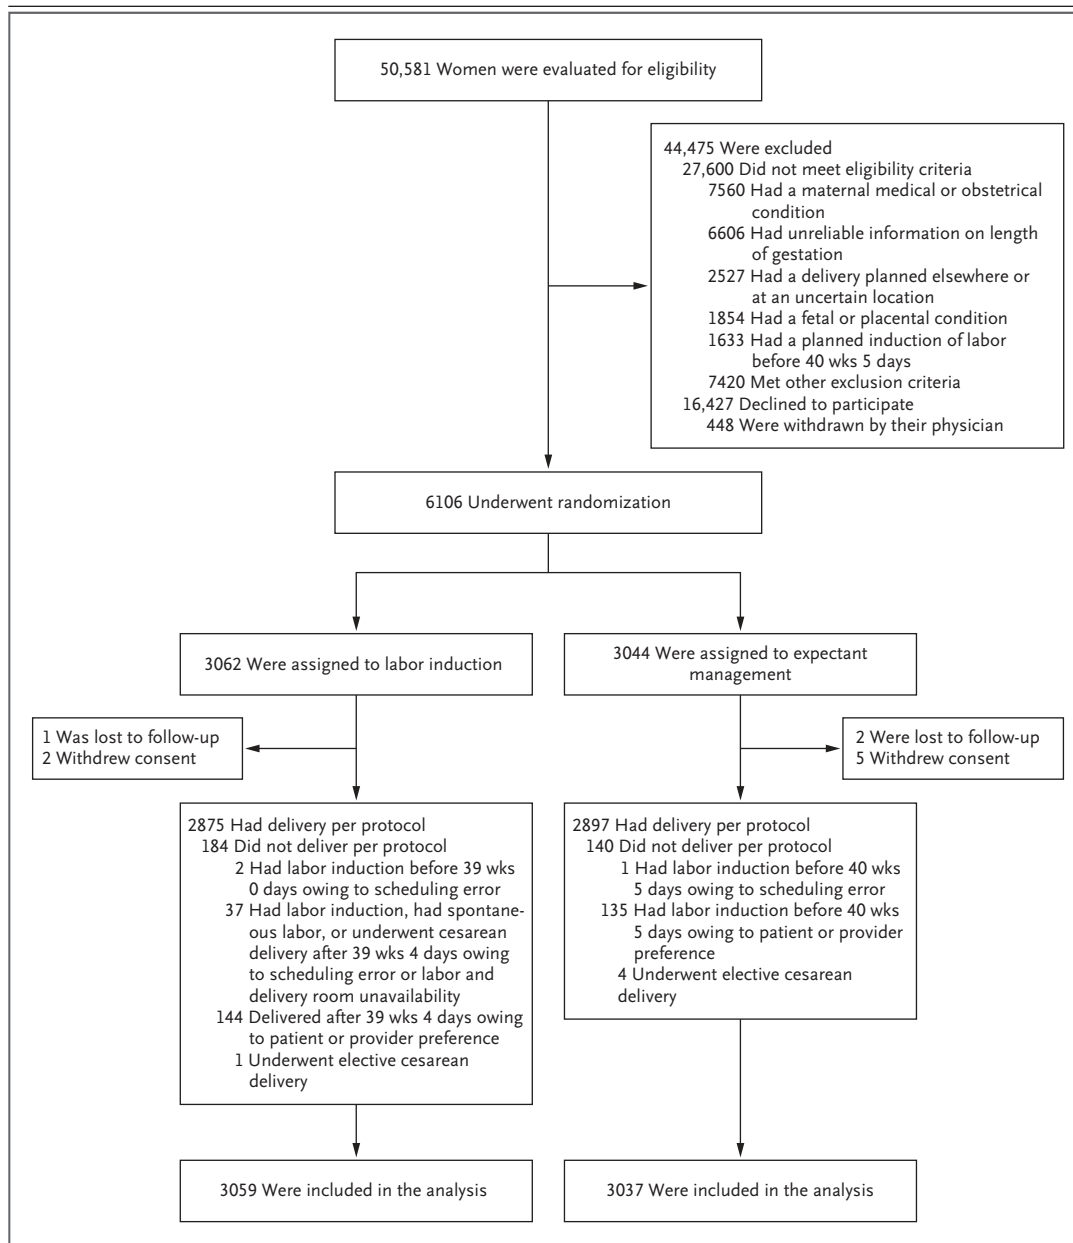 50,581 Women were evaluated for eligibility
44,475 Were excluded
27,600 Did not meet eligibility criteria
7560 Had a maternal medical or obstetrical
condition
6606 Had unreliable information on length
of gestation
2527 Had a delivery planned elsewhere or
at an uncertain location
1854 Had a fetal or placental condition
1633 Had a planned induction of labor
before 40 wks 5 days
7420 Met other exclusion criteria
16,427 Declined to participate
448 Were withdrawn by their physician
6106 Underwent randomization
3062 Were assigned to labor induction
3044 Were assigned to expectant
management
1 Was lost to follow-up
2 Withdrew consent
2 Were lost to follow-up
5 Withdrew consent
2875 Had delivery per protocol
184 Did not deliver per protocol
2 Had labor induction before 39 wks
0 days owing to scheduling error
37 Had labor induction, had spontane-
ous labor, or underwent cesarean
delivery after 39 wks 4 days owing
to scheduling error or labor and
delivery room unavailability
144 Delivered after 39 wks 4 days owing
to patient or provider preference
1 Underwent elective cesarean
delivery
2897 Had delivery per protocol
140 Did not deliver per protocol
1 Had labor induction before 40 wks
5 days owing to scheduling error
135 Had labor induction before 40 wks
5 days owing to patient or provider
preference
4 Underwent elective cesarean
delivery
3059 Were included in the analysis
3037 Were included in the analysis